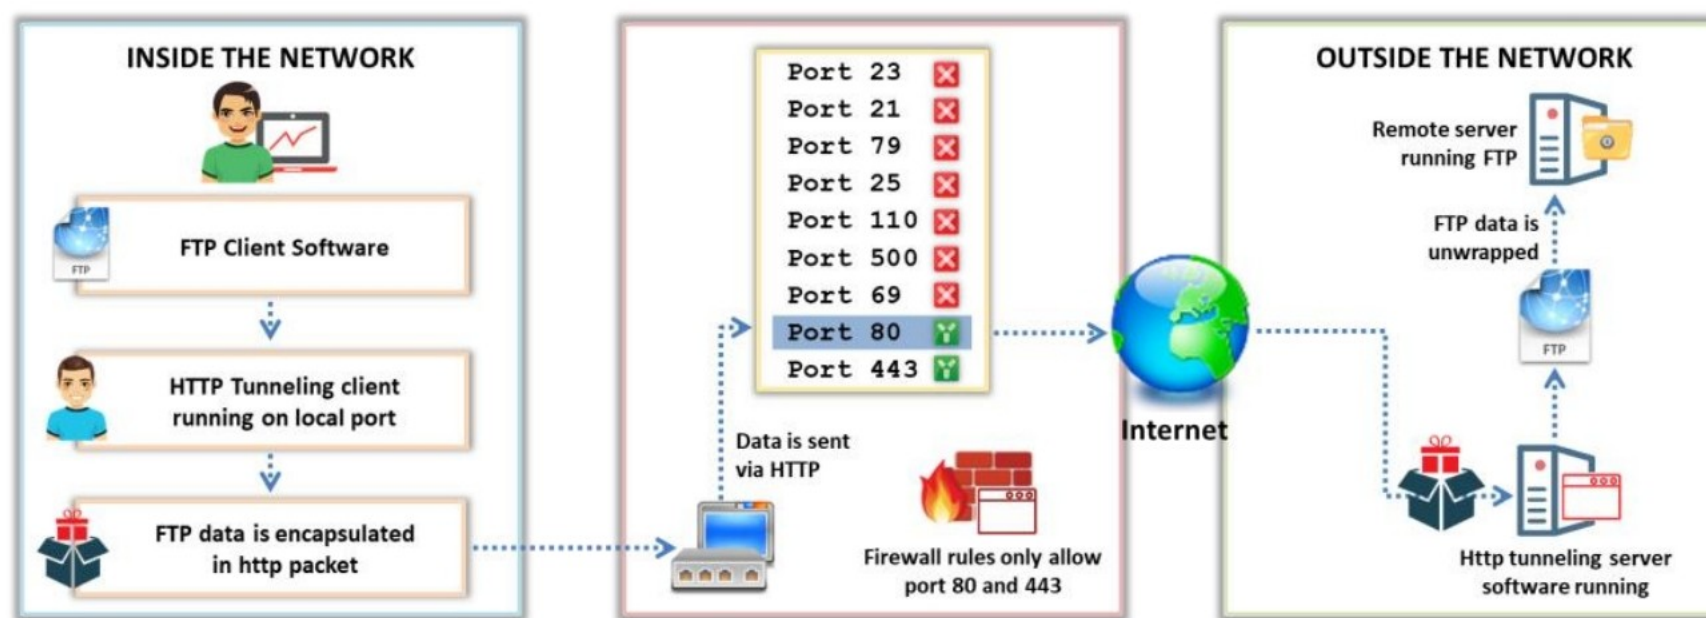 INSIDE THE NETWORK
FTP
FTP Client Software
HTTP Tunneling client
running on local port
FTP data is encapsulated
in http packet
Port 23
Port 21
Port 79
Port 25
Port 110
Port 500
Port 69
Port 80
Port 443
Data is sent
via HTTP
Firewall rules only allow
port 80 and 443
Internet
OUTSIDE THE NETWORK
Remote server
running FTP
FTP data is
unwrapped
FTP
Http tunneling server
software running